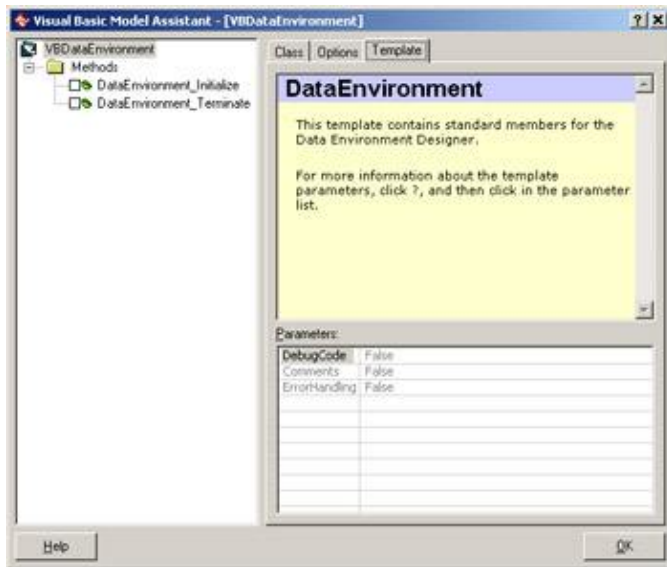 Visual Basic Model Assistant - [VBDataEnvironment]
VBDataEnvironment
Methods
DataEnvironment_Initialize
DataEnvironment_Terminate
Class Options Template
DataEnvironment
This template contains standard members for the
Data Environment Designer.
For more information about the template
parameters, click ?, and then click in the parameter
list.
Parameters:
DebugCode False
Comments False
ErrorHandling False
Help
OK